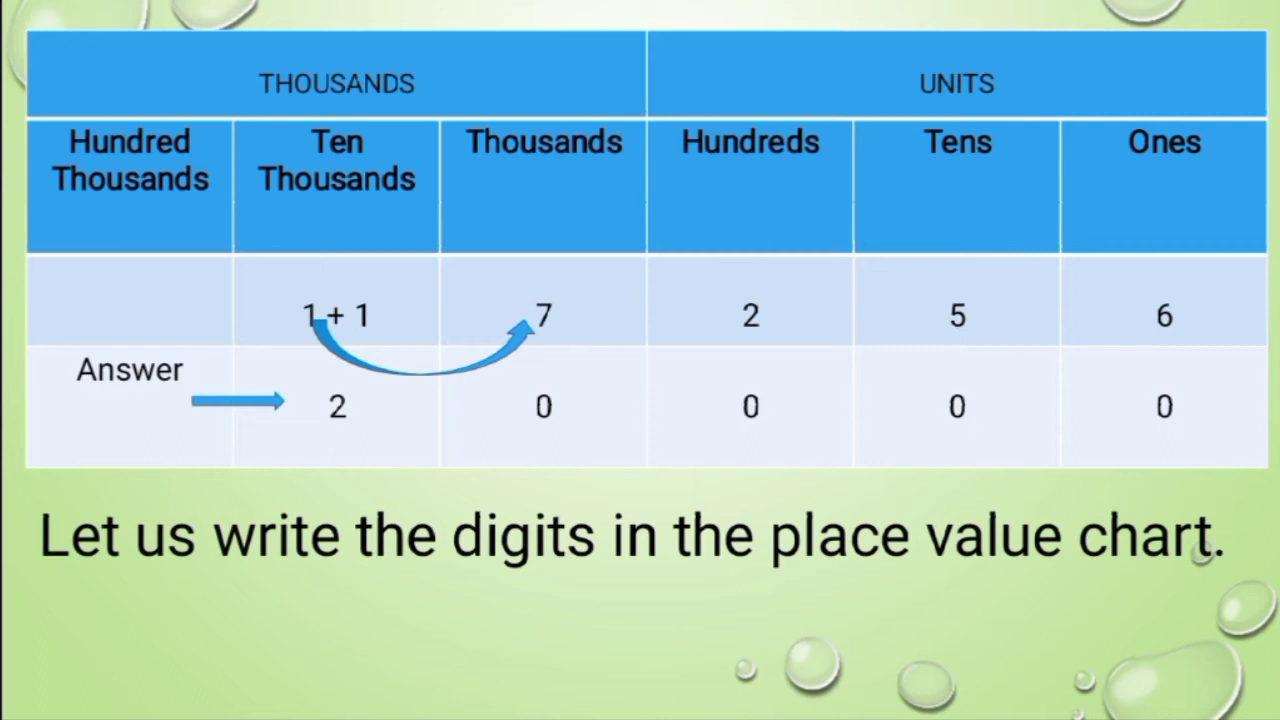 THOUSANDS UNITS
Hundred Thousands Ten Thousands Thousands Hundreds Tens Ones
1 + 1 7 2 5 6
Answer 2 0 0 0 0
Let us write the digits in the place value chart.